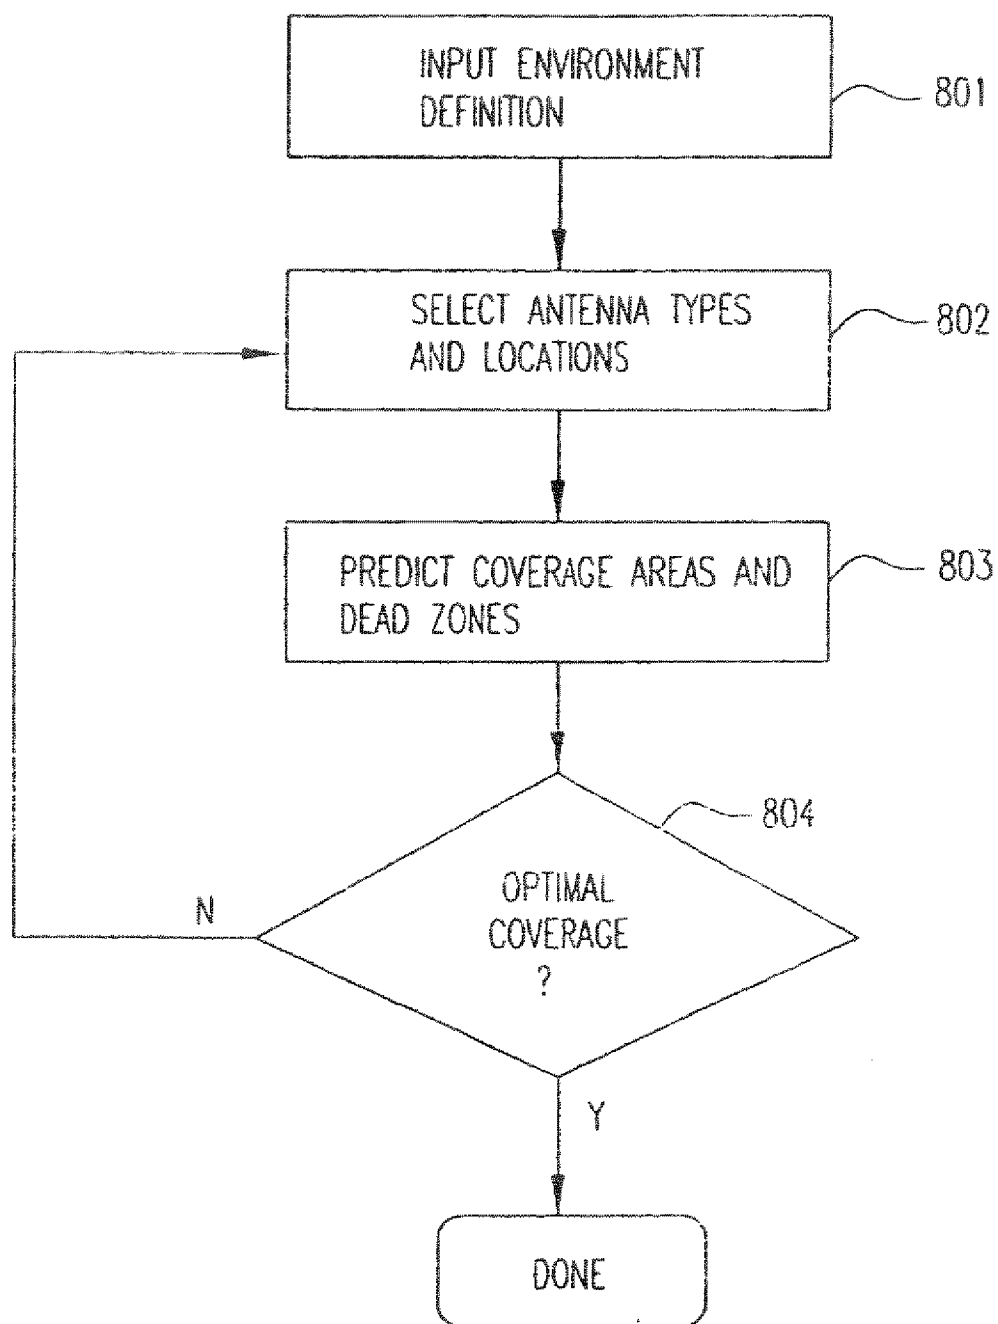 INPUT ENVIRONMENT
DEFINITION
801
SELECT ANTENNA TYPES
AND LOCATIONS
802
PREDICT COVERAGE AREAS AND
DEAD ZONES
803
804
OPTIMAL
COVERAGE
?
N
Y
DONE